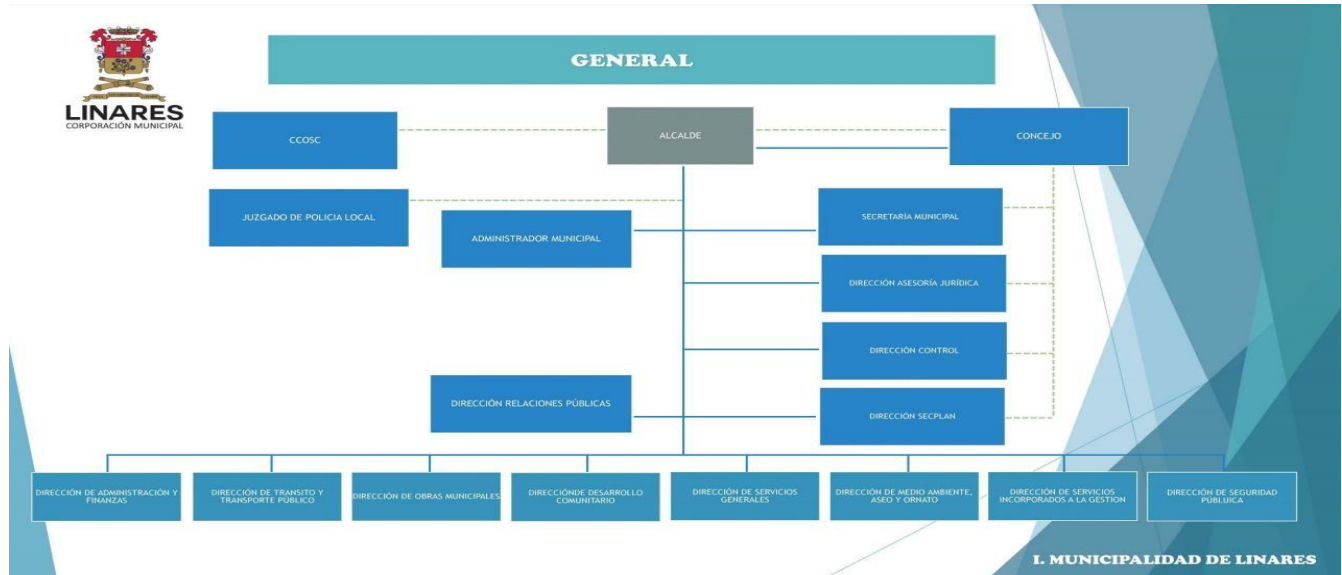 GENERAL
LINARES
CORPORACIÓN MUNICIPAL
CCOSC
ALCALDE
CONCEJO
JUZGADO DE POLICIA LOCAL
ADMINISTRADOR MUNICIPAL
SECRETARÍA MUNICIPAL
DIRECCIÓN ASESORÍA JURÍDICA
DIRECCIÓN CONTROL
DIRECCIÓN RELACIONES PÚBLICAS
DIRECCIÓN SECPLAN
DIRECCIÓN DE ADMINISTRACIÓN Y
FINANZAS
DIRECCIÓN DE TRANSITO Y
TRANSPORTE PÚBLICO
DIRECCIÓN DE OBRAS MUNICIPALES
DIRECCIÓNDE DESARROLLO
COMUNITARIO
DIRECCIÓN DE SERVICIOS
GENERALES
DIRECCIÓN DE MEDIO AMBIENTE,
ASEO Y ORNATO
DIRECCIÓN DE SERVICIOS
INCORPORADOS A LA GESTION
DIRECCIÓN DE SEGURIDAD
PÚBLUICA
I. MUNICIPALIDAD DE LINARES